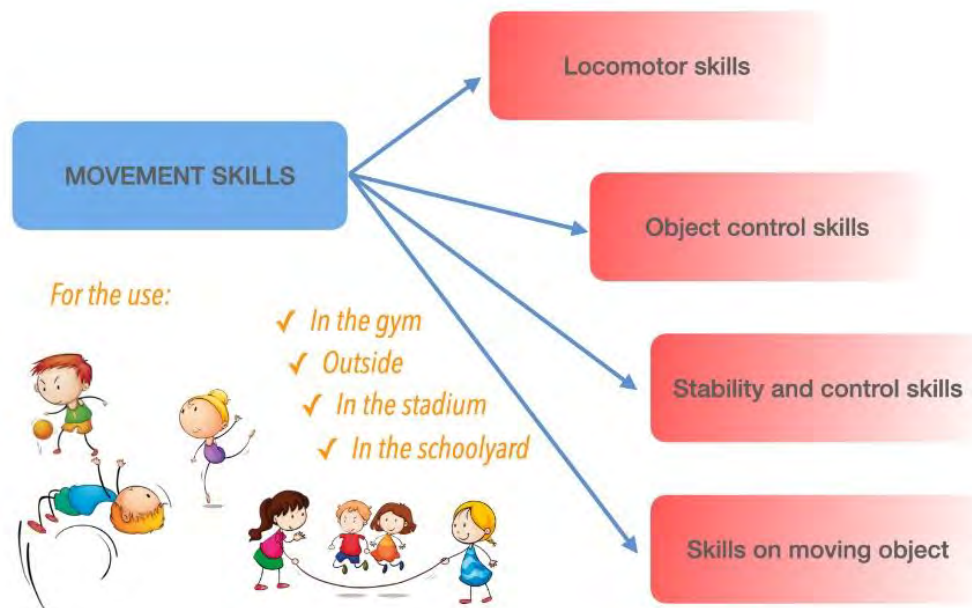 Locomotor skills
MOVEMENT SKILLS
Object control skills
For the use:
✓ In the gym
✓ Outside
✓ In the stadium
✓ In the schoolyard
Stability and control skills
Skills on moving object